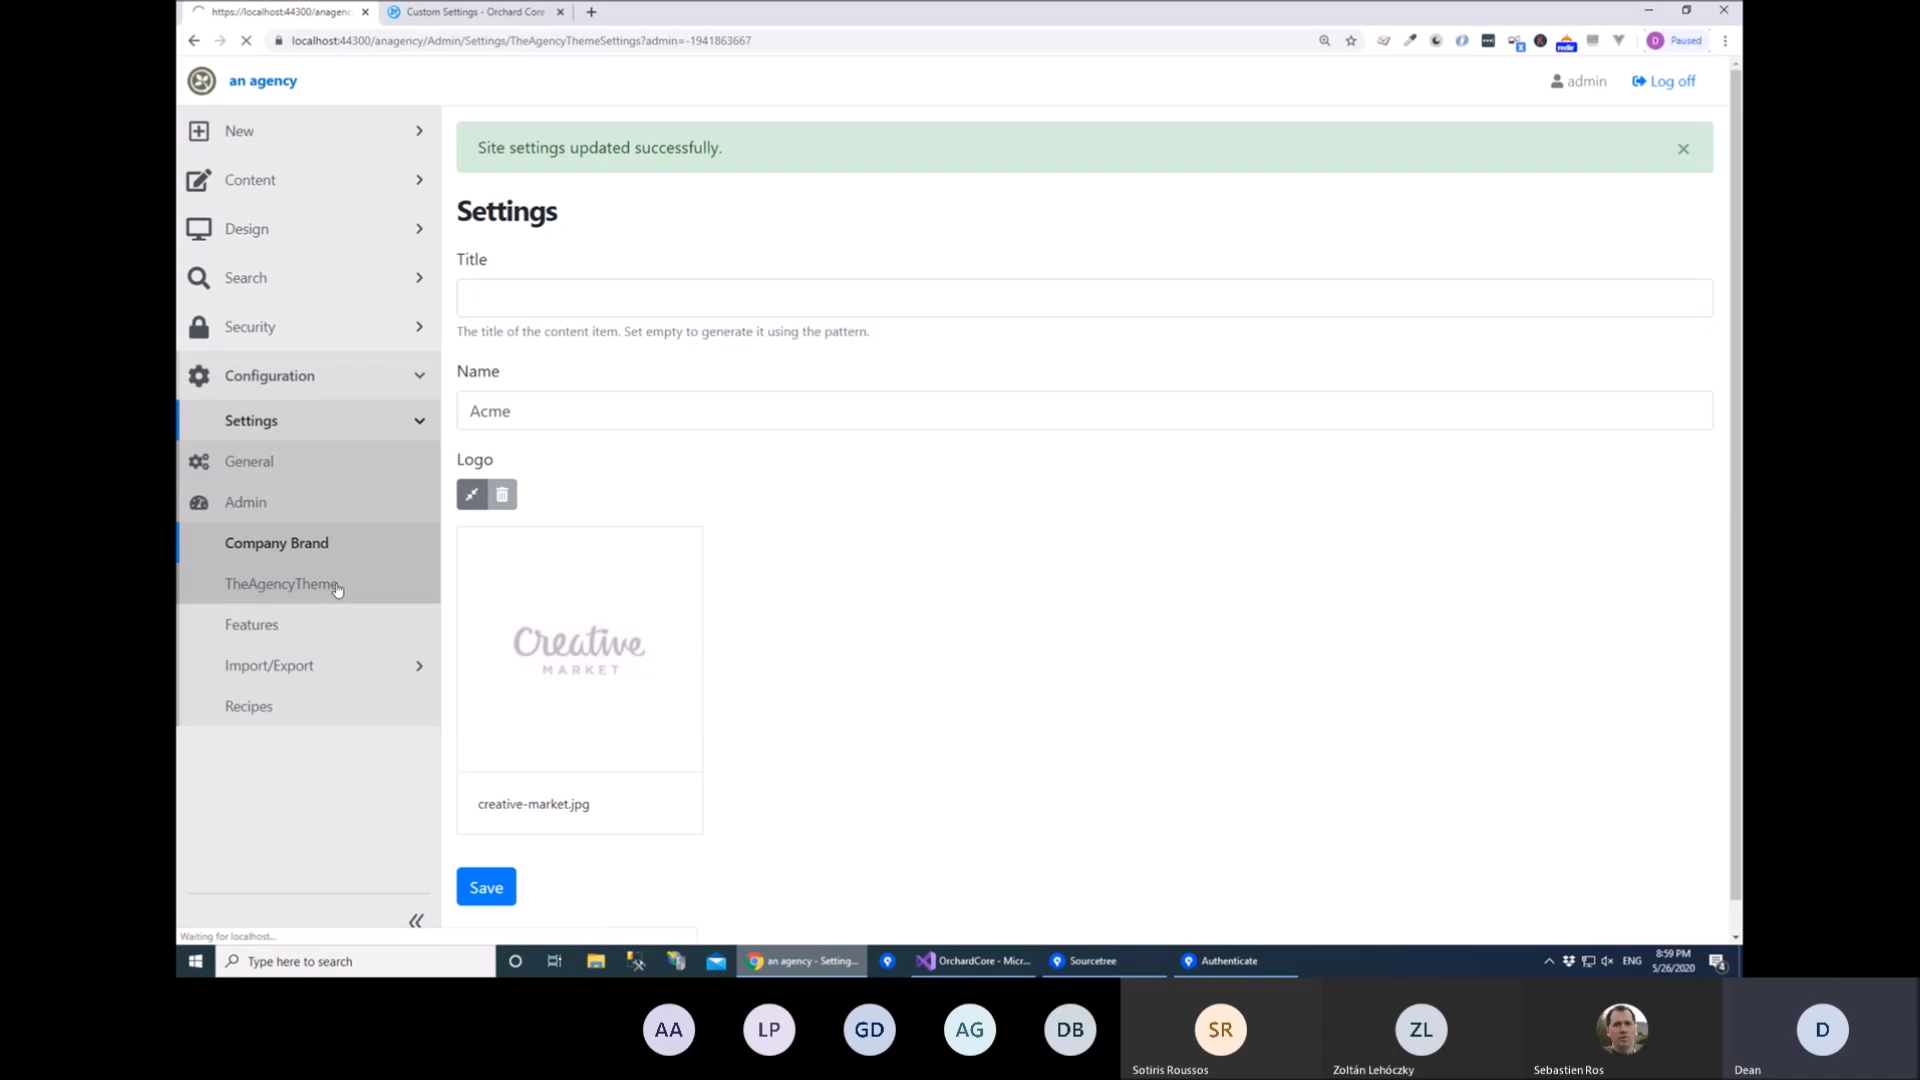 https://localhost:44300/anagenc
Custom Settings - Orchard Core
localhost:44300/anagency/Admin/Settings/TheAgencyThemeSettings?admin=-1941863667
redir
D
Paused
an agency
admin
Log off
New
Content
Design
Search
Security
Configuration
Settings
General
Admin
Company Brand
TheAgencyTheme
Features
Import/Export
Recipes
Site settings updated successfully.
Settings
Title
The title of the content item. Set empty to generate it using the pattern.
Name
Acme
Logo
Creative
MARKET
creative-market.jpg
Save
Waiting for localhost...
Type here to search
an agency - Setting...
OrchardCore - Micr...
Sourcetree
Authenticate
ENG
8:59 PM
5/26/2020
4
AA
LP
GD
AG
DB
SR
ZL
D
Sotiris Roussos
Zoltán Lehóczky
Sebastien Ros
Dean